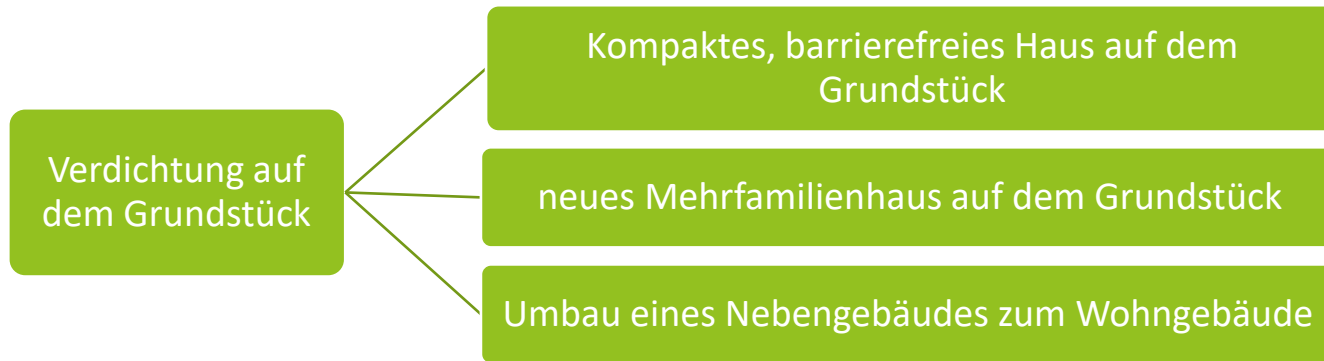 Verdichtung auf
dem Grundstück
Kompaktes, barrierefreies Haus auf dem
Grundstück
neues Mehrfamilienhaus auf dem Grundstück
Umbau eines Nebengebäudes zum Wohngebäude